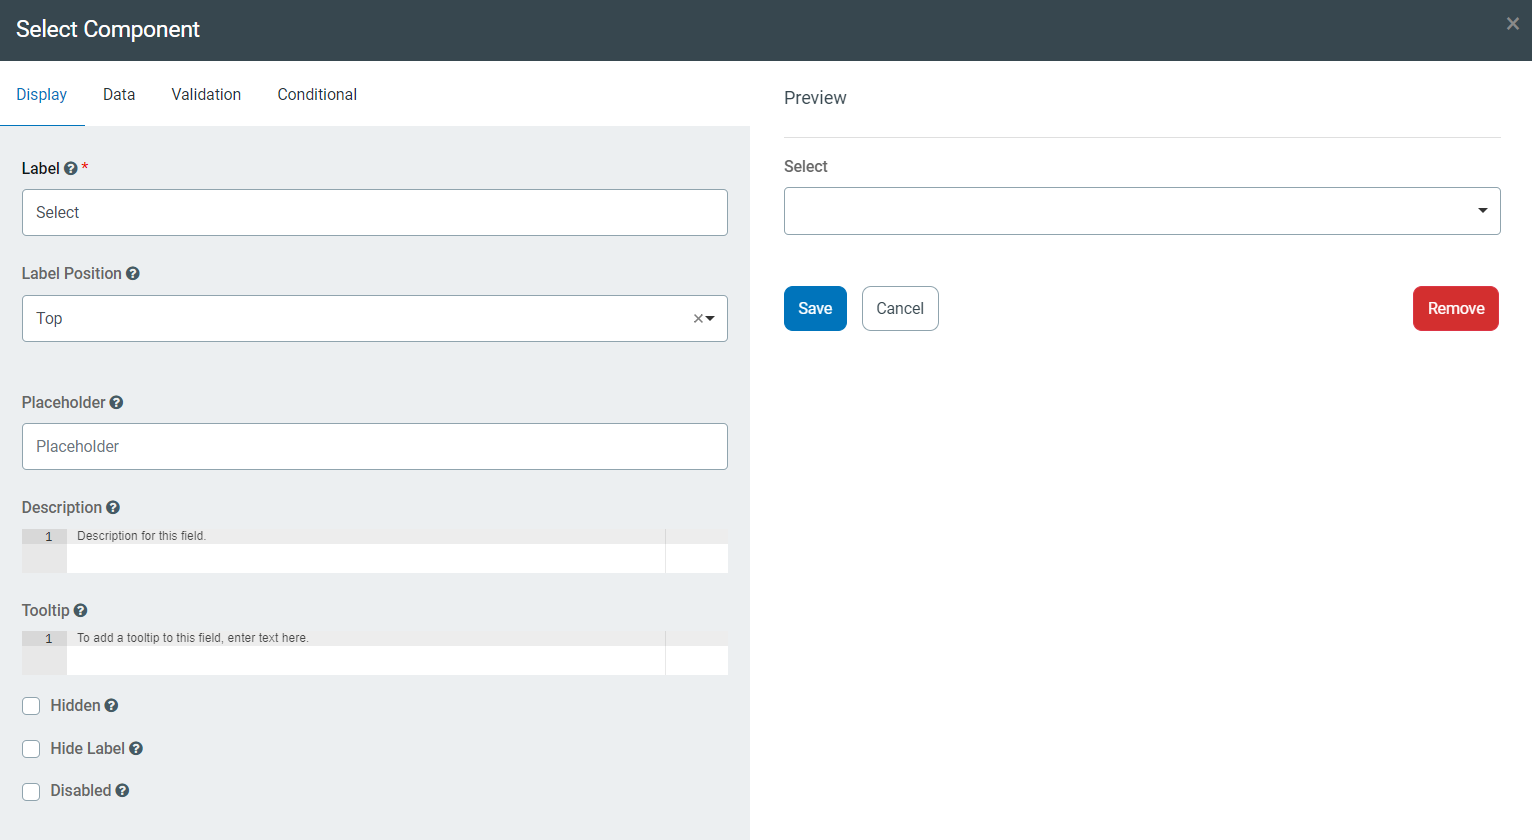 Select Component
Display Data Validation Conditional
Label *
Select
Label Position
Top
Placeholder
Placeholder
Description
1 Description for this field.
Tooltip
1 To add a tooltip to this field, enter text here.
Hidden
Hide Label
Disabled
Preview
Select
Save Cancel Remove